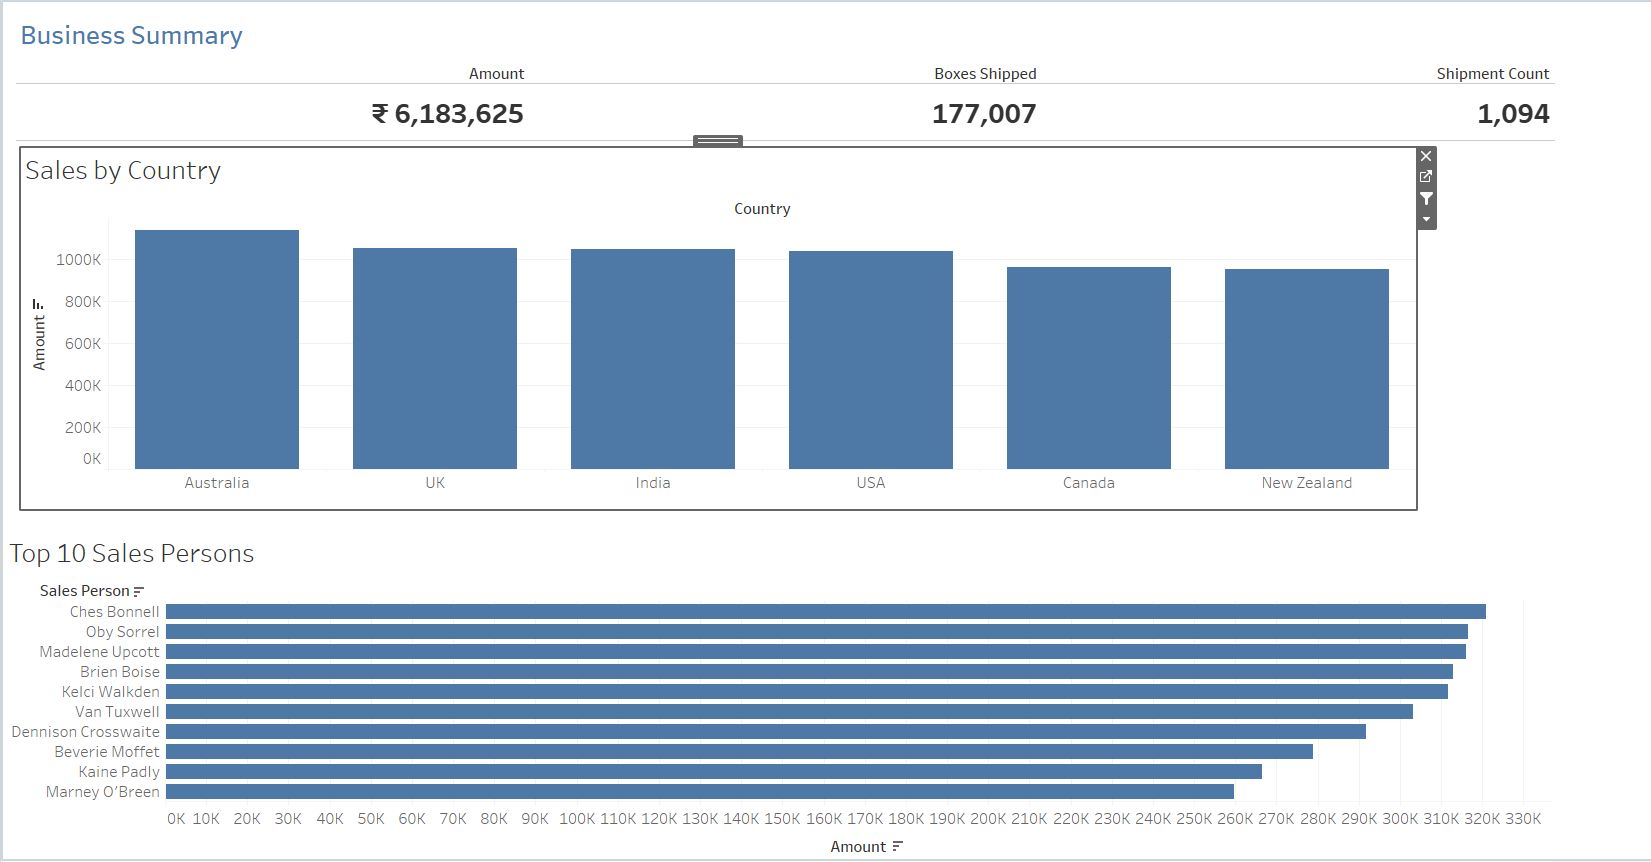 Business Summary
Amount Boxes Shipped Shipment Count
₹ 6,183,625 177,007 1,094
Sales by Country
Country
1000K
800K
600K
400K
200K
0K
Amount
Australia UK India USA Canada New Zealand
Top 10 Sales Persons
Sales Person
Ches Bonnell
Oby Sorrel
Madelene Upcott
Brien Boise
Kelci Walkden
Van Tuxwell
Dennison Crosswaite
Beverie Moffet
Kaine Padly
Marney O’Breen
0K 10K 20K 30K 40K 50K 60K 70K 80K 90K 100K 110K 120K 130K 140K 150K 160K 170K 180K 190K 200K 210K 220K 230K 240K 250K 260K 270K 280K 290K 300K 310K 320K 330K
Amount